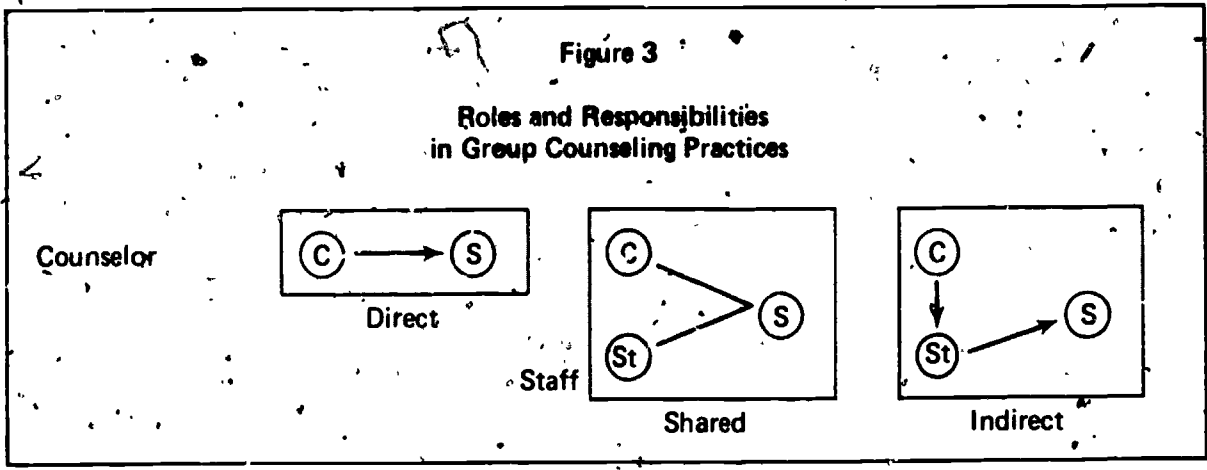 Figure 3
Roles and Responsibilities
in Group Counseling Practices
Counselor
C
S
Direct
C
St
S
Staff
Shared
C
St
S
Indirect